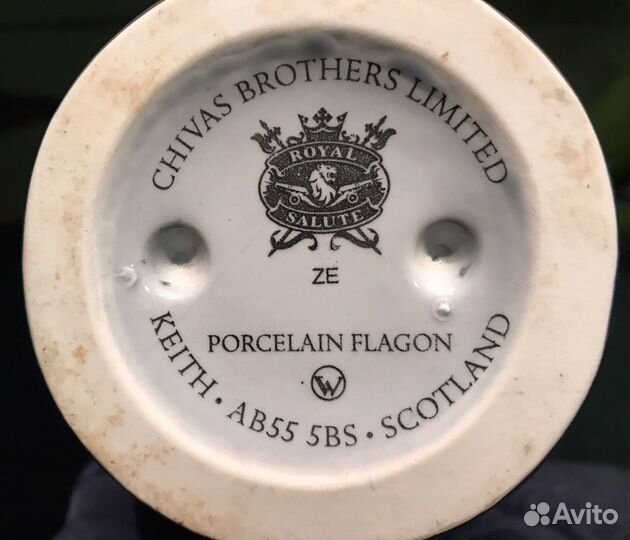 CHIVAS BROTHERS LIMITED
ROYAL
SALUTE
ZE
PORCELAIN FLAGON
W
KEITH · AB55 5BS · SCOTLAND
Avito